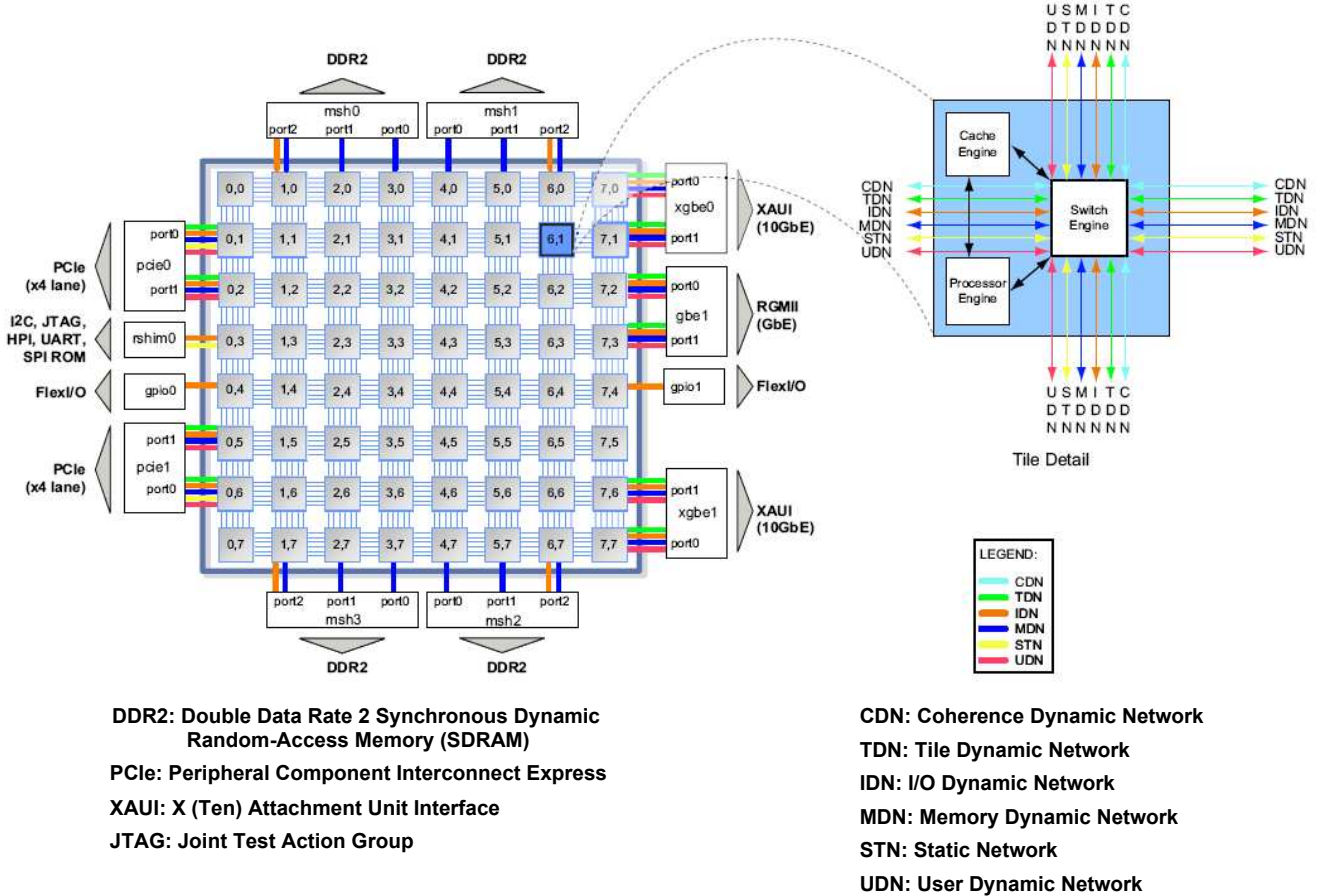 U S M I T C
D T D D D D
N N N N N N
DDR2 DDR2
msh0 msh1
port2 port1 port0 port0 port1 port2
Cache
Engine
0,0 1,0 2,0 3,0 4,0 5,0 6,0 7,0
port0
xgbe0
port1
XAUI
(10GbE)
CDN CDN
TDN TDN
IDN IDN
MDN MDN
STN STN
UDN UDN
Switch
Engine
Processor
Engine
port0
pcie0
port1
PCIe
(x4 lane)
0,1 1,1 2,1 3,1 4,1 5,1 6,1 7,1
0,2 1,2 2,2 3,2 4,2 5,2 6,2 7,2
port0
gbe1
port1
RGMII
(GbE)
I2C, JTAG,
HPI, UART,
SPI ROM
rshim0
0,3 1,3 2,3 3,3 4,3 5,3 6,3 7,3
FlexI/O gpio0
0,4 1,4 2,4 3,4 4,4 5,4 6,4 7,4
gpio1 FlexI/O
U S M I T C
D T D D D D
N N N N N N
Tile Detail
port1
pcie1
port0
PCIe
(x4 lane)
0,5 1,5 2,5 3,5 4,5 5,5 6,5 7,5
0,6 1,6 2,6 3,6 4,6 5,6 6,6 7,6
port1
xgbe1
port0
XAUI
(10GbE)
0,7 1,7 2,7 3,7 4,7 5,7 6,7 7,7
port2 port1 port0 port0 port1 port2
msh3 msh2
DDR2 DDR2
LEGEND:
CDN
TDN
IDN
MDN
STN
UDN
DDR2: Double Data Rate 2 Synchronous Dynamic
Random-Access Memory (SDRAM)
PCIe: Peripheral Component Interconnect Express
XAUI: X (Ten) Attachment Unit Interface
JTAG: Joint Test Action Group
CDN: Coherence Dynamic Network
TDN: Tile Dynamic Network
IDN: I/O Dynamic Network
MDN: Memory Dynamic Network
STN: Static Network
UDN: User Dynamic Network